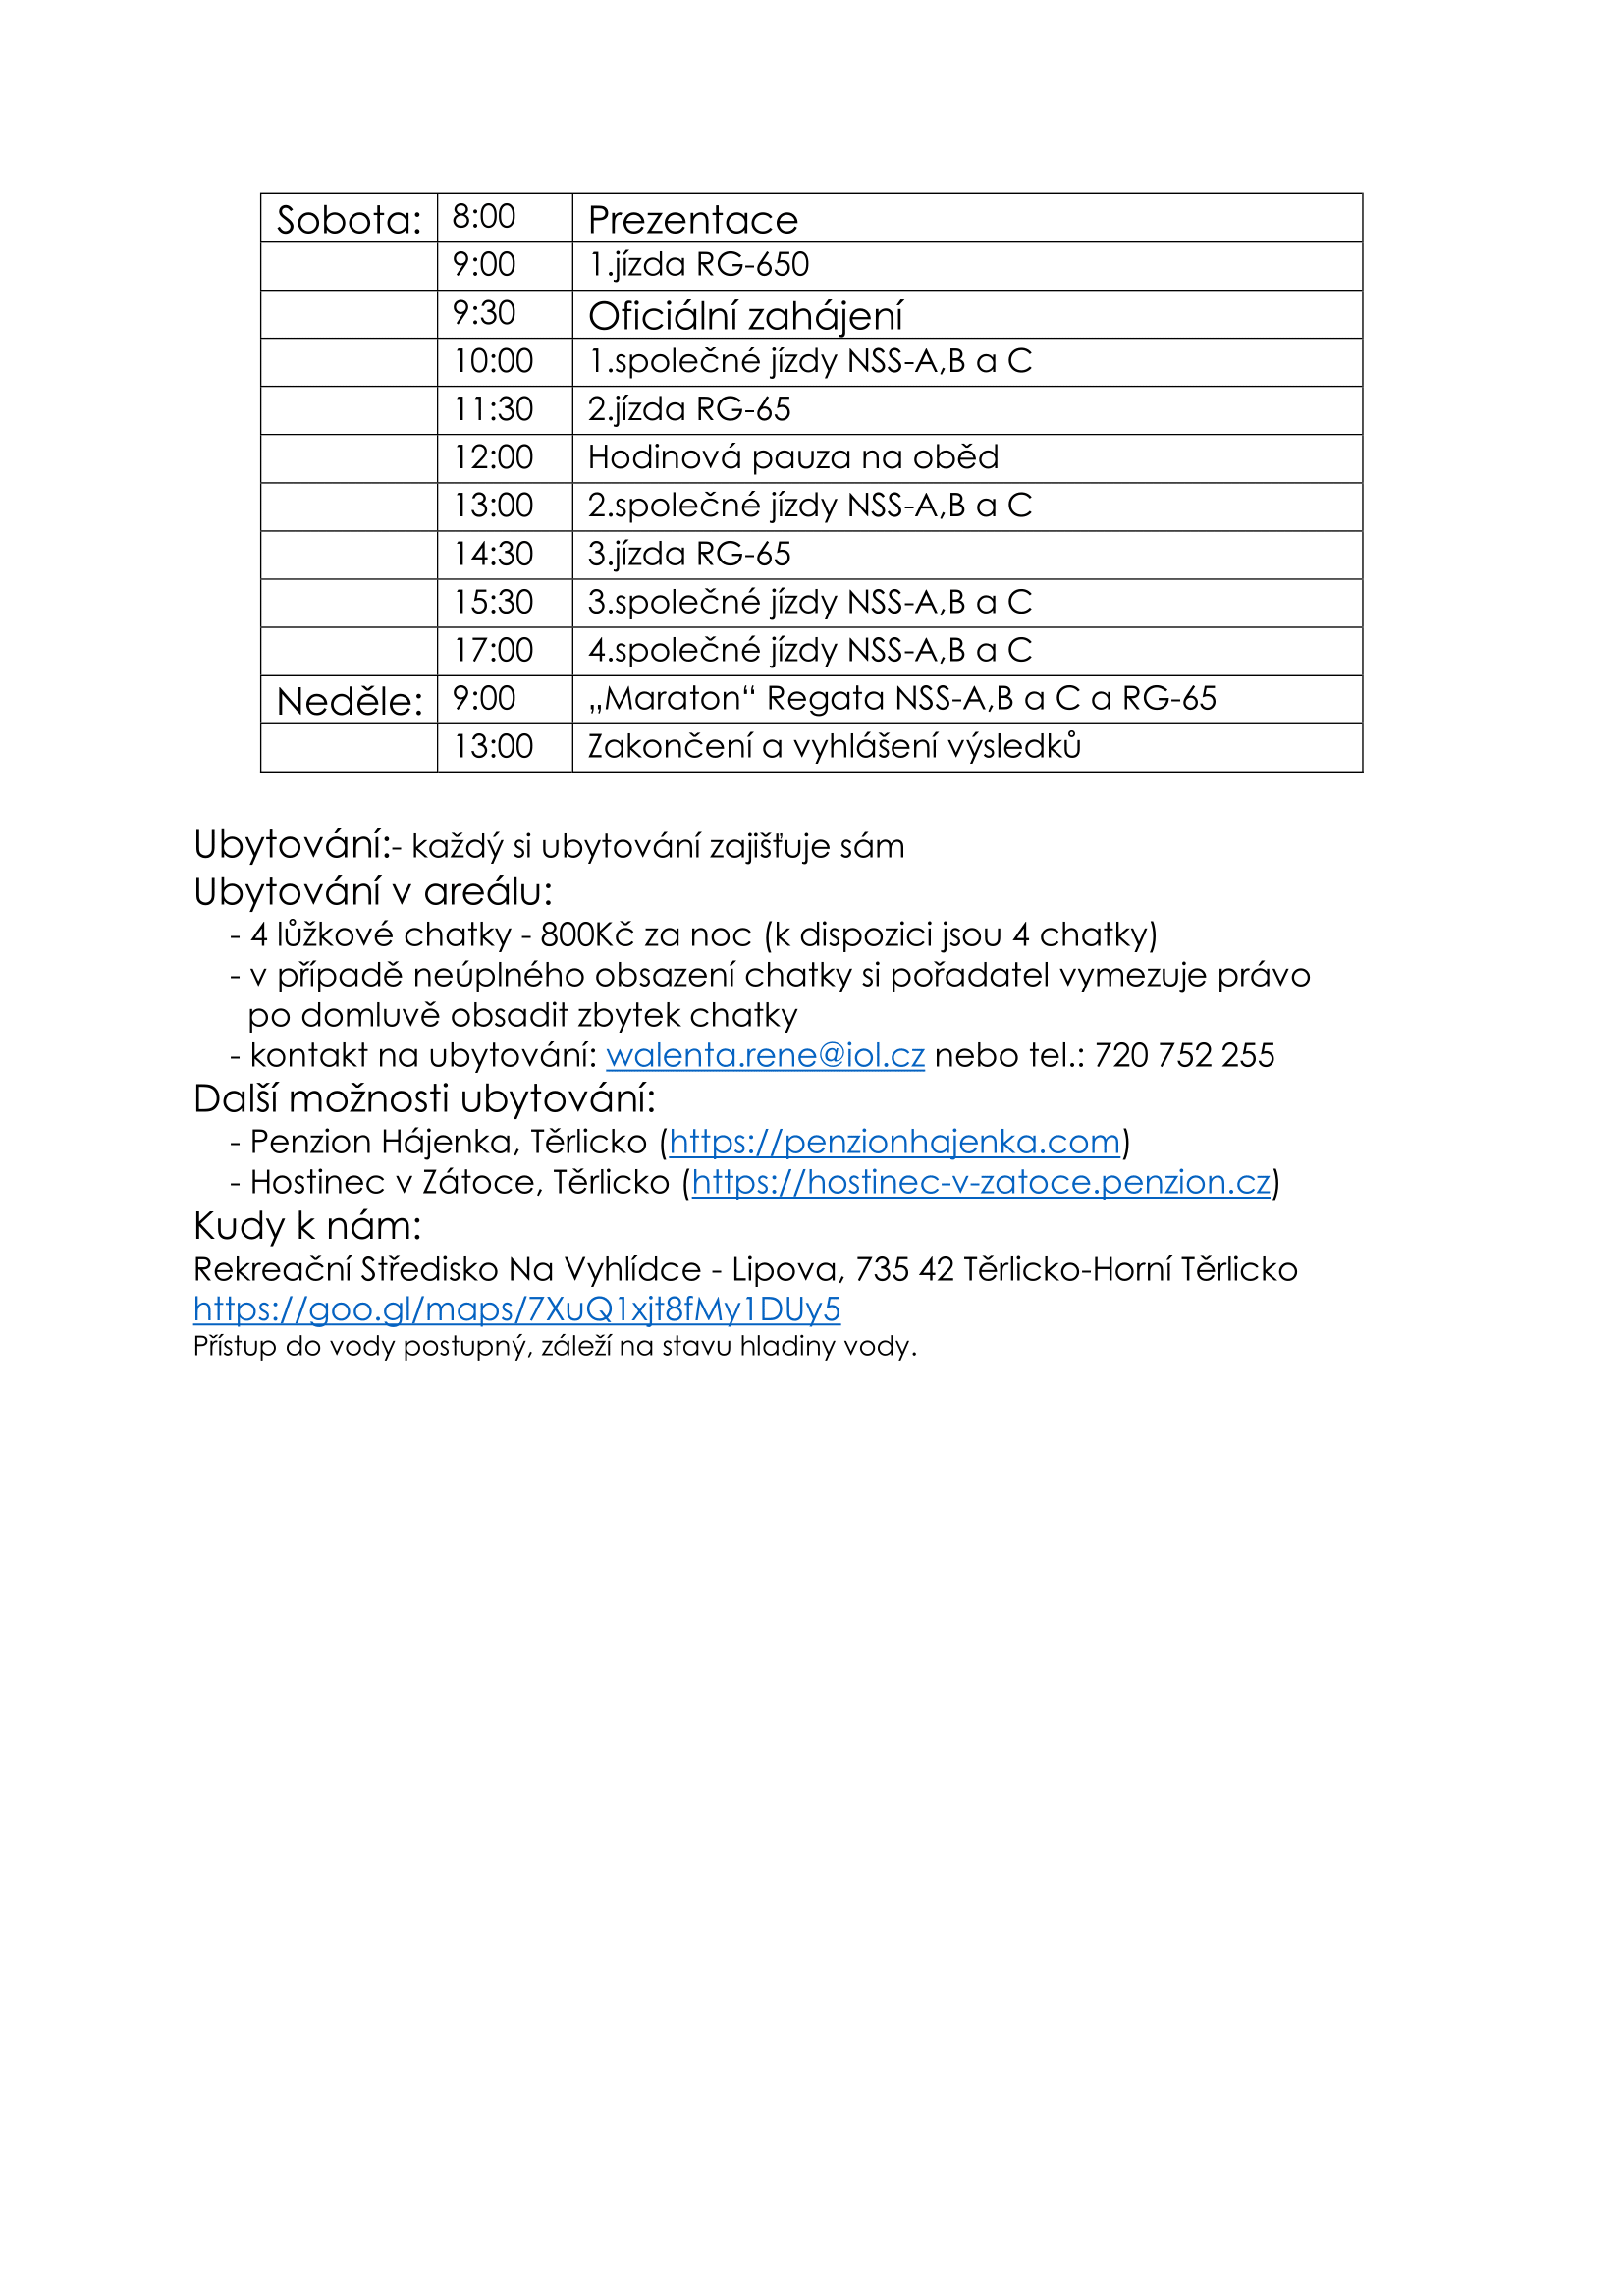 Sobota: 8:00 Prezentace
9:00 1.jízda RG-650
9:30 Oficiální zahájení
10:00 1.společné jízdy NSS-A,B a C
11:30 2.jízda RG-65
12:00 Hodinová pauza na oběd
13:00 2.společné jízdy NSS-A,B a C
14:30 3.jízda RG-65
15:30 3.společné jízdy NSS-A,B a C
17:00 4.společné jízdy NSS-A,B a C
Neděle: 9:00 „Maraton“ Regata NSS-A,B a C a RG-65
13:00 Zakončení a vyhlášení výsledků
Ubytování:- každý si ubytování zajišťuje sám
Ubytování v areálu:
- 4 lůžkové chatky - 800Kč za noc (k dispozici jsou 4 chatky)
- v případě neúplného obsazení chatky si pořadatel vymezuje právo
po domluvě obsadit zbytek chatky
- kontakt na ubytování: walenta.rene@iol.cz nebo tel.: 720 752 255
Další možnosti ubytování:
- Penzion Hájenka, Těrlicko (https://penzionhajenka.com)
- Hostinec v Zátoce, Těrlicko (https://hostinec-v-zatoce.penzion.cz)
Kudy k nám:
Rekreační Středisko Na Vyhlídce - Lipova, 735 42 Těrlicko-Horní Těrlicko
https://goo.gl/maps/7XuQ1xjt8fMy1DUy5
Přístup do vody postupný, záleží na stavu hladiny vody.